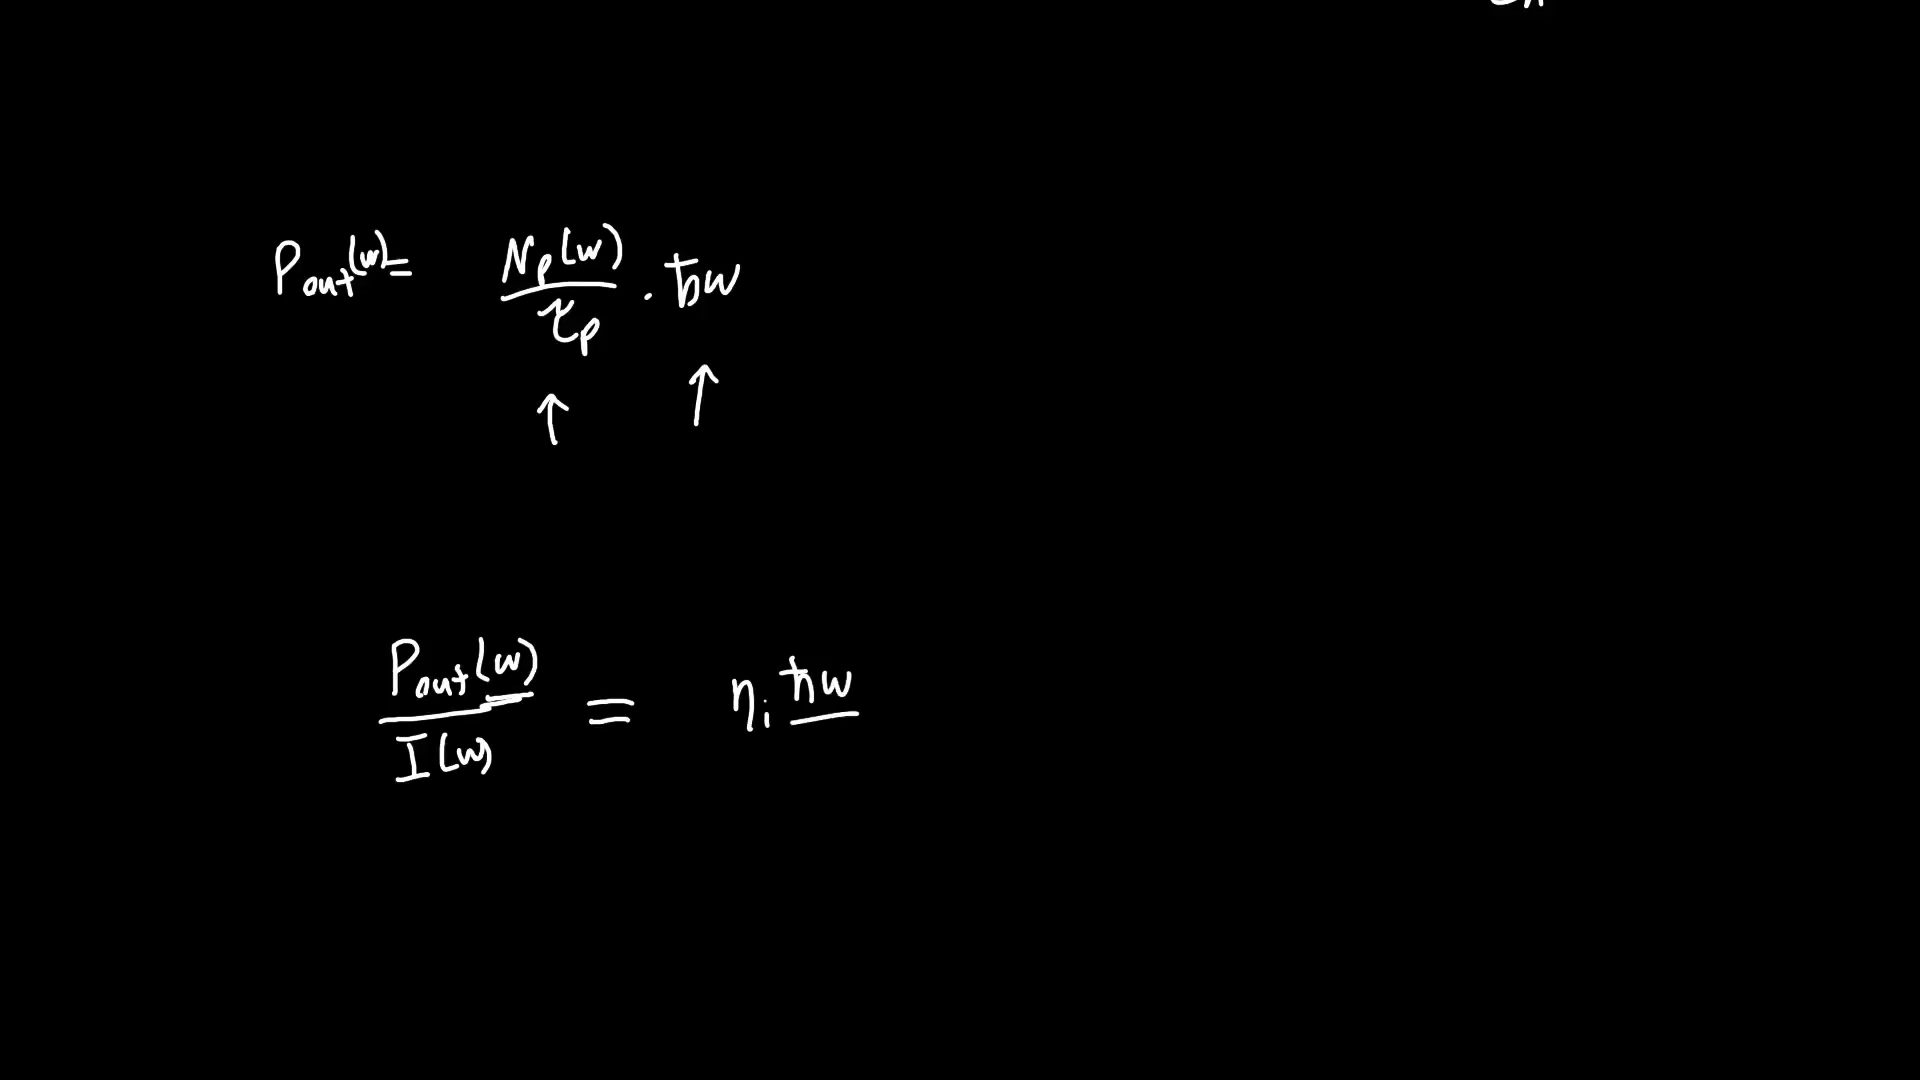 P_out(w) = N_p(w) / τ_p · ħw
P_out(w) / I(w) = η_i ħw